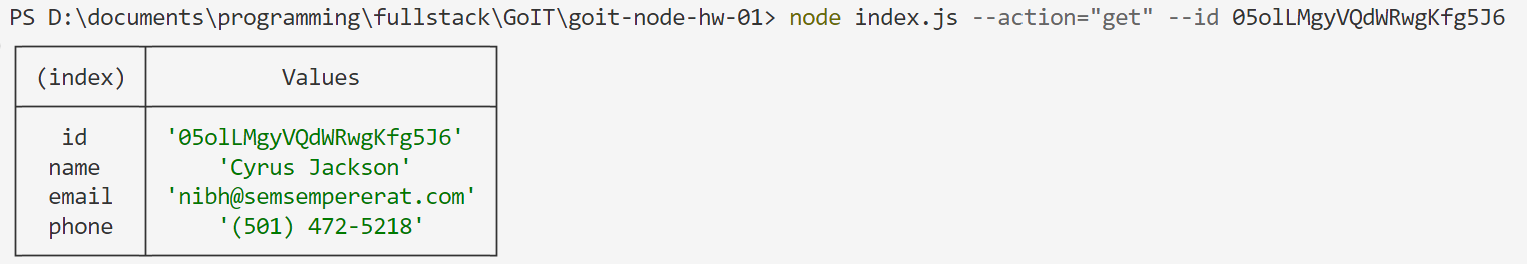 PS D:\documents\programming\fullstack\GoIT\goit-node-hw-01> node index.js --action="get" --id 05olLMgyVQdWRwgKfg5J6
(index) Values
id '05olLMgyVQdWRwgKfg5J6'
name 'Cyrus Jackson'
email 'nibh@semsempererat.com'
phone '(501) 472-5218'